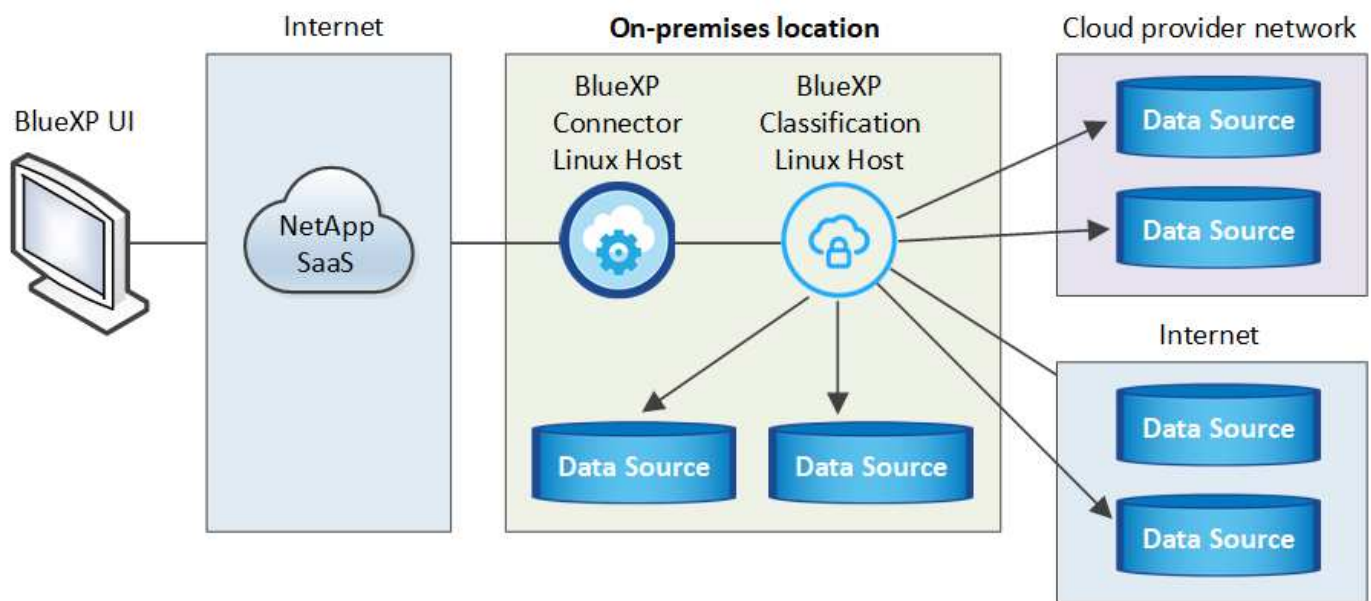 Internet
On-premises location
Cloud provider network
BlueXP UI
NetApp
SaaS
BlueXP
Connector
Linux Host
BlueXP
Classification
Linux Host
Data Source
Data Source
Data Source
Data Source
Internet
Data Source
Data Source